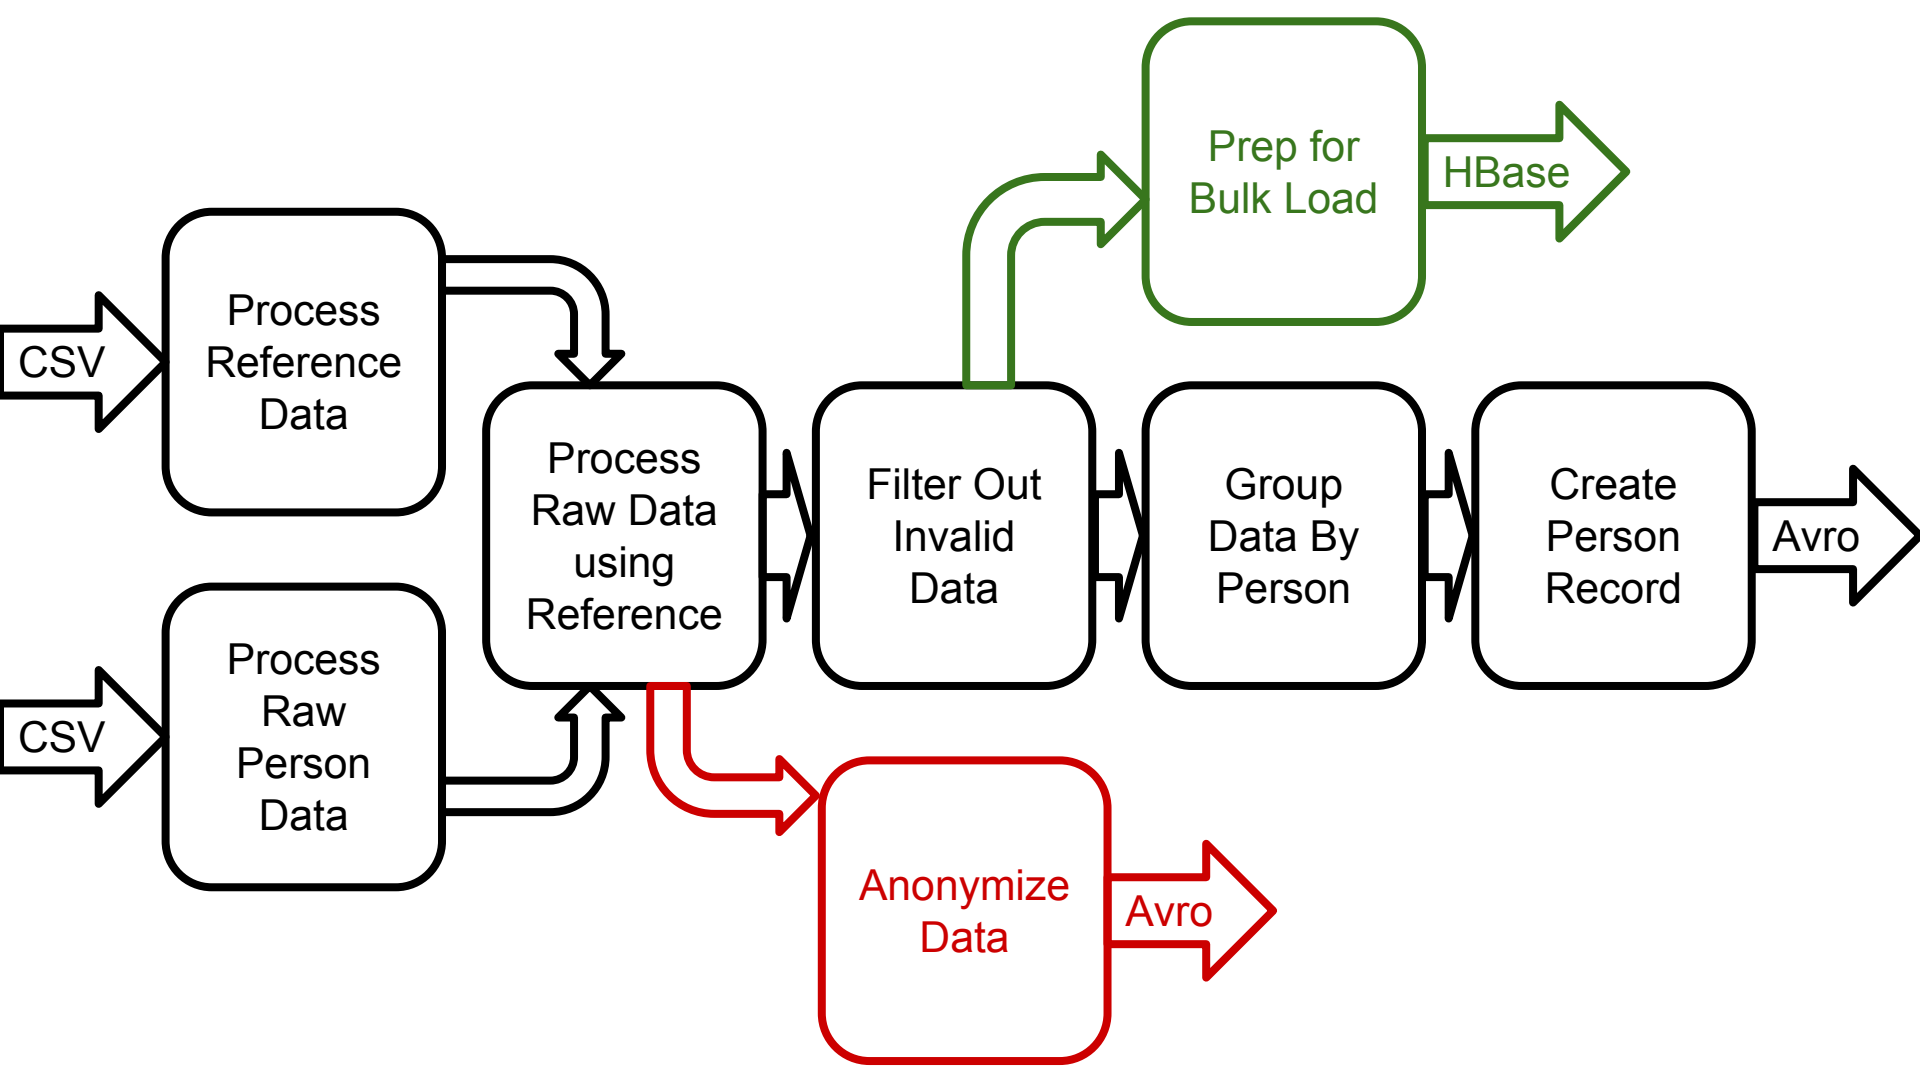 CSV
Process
Reference
Data
CSV
Process
Raw
Person
Data
Process
Raw Data
using
Reference
Filter Out
Invalid
Data
Prep for
Bulk Load
HBase
Group
Data By
Person
Create
Person
Record
Avro
Anonymize
Data
Avro